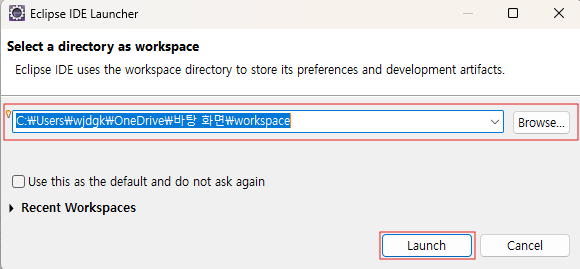 Eclipse IDE Launcher
Select a directory as workspace
Eclipse IDE uses the workspace directory to store its preferences and development artifacts.
C:₩Users₩wjdgk₩OneDrive₩바탕 화면₩workspace
Browse...
Use this as the default and do not ask again
Recent Workspaces
Launch
Cancel